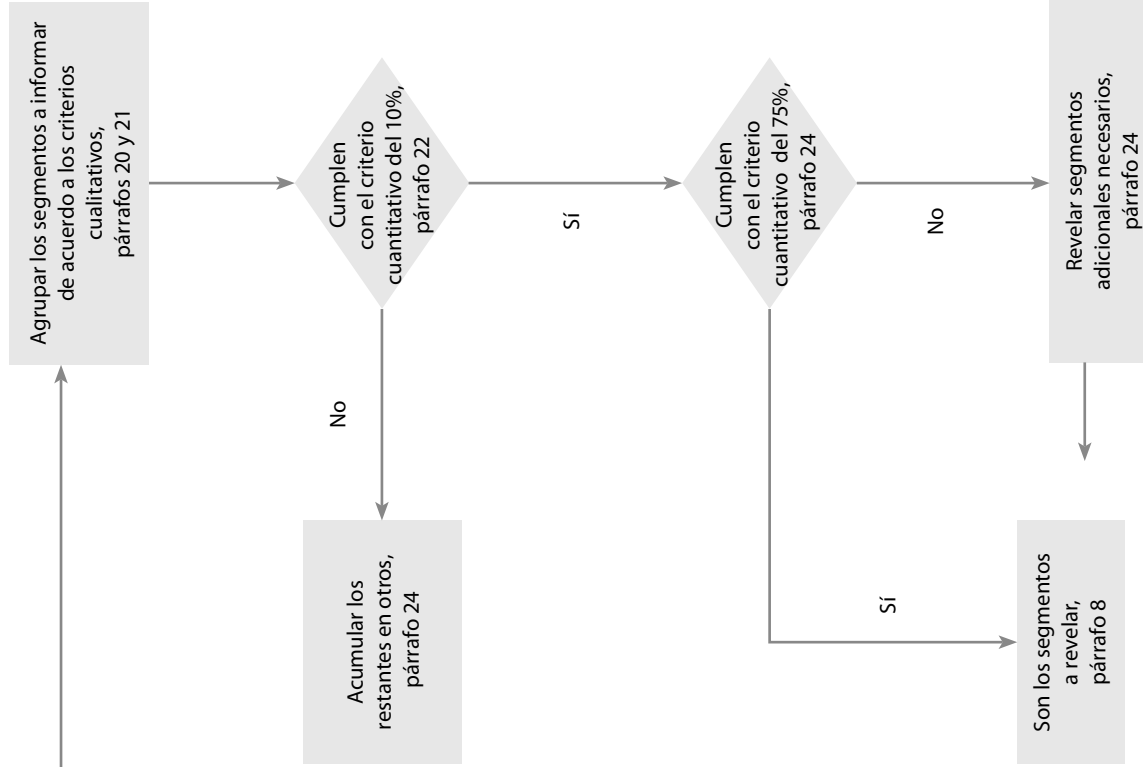 Agrupar los segmentos a informar
de acuerdo a los criterios
cualitativos,
párrafos 20 y 21
Cumplen
con el criterio
cuantitativo del 10%,
párrafo 22
No
Acumular los
restantes en otros,
párrafo 24
Sí
Cumplen
con el criterio
cuantitativo del 75%,
párrafo 24
Sí
Son los segmentos
a revelar,
párrafo 8
No
Revelar segmentos
adicionales necesarios,
párrafo 24